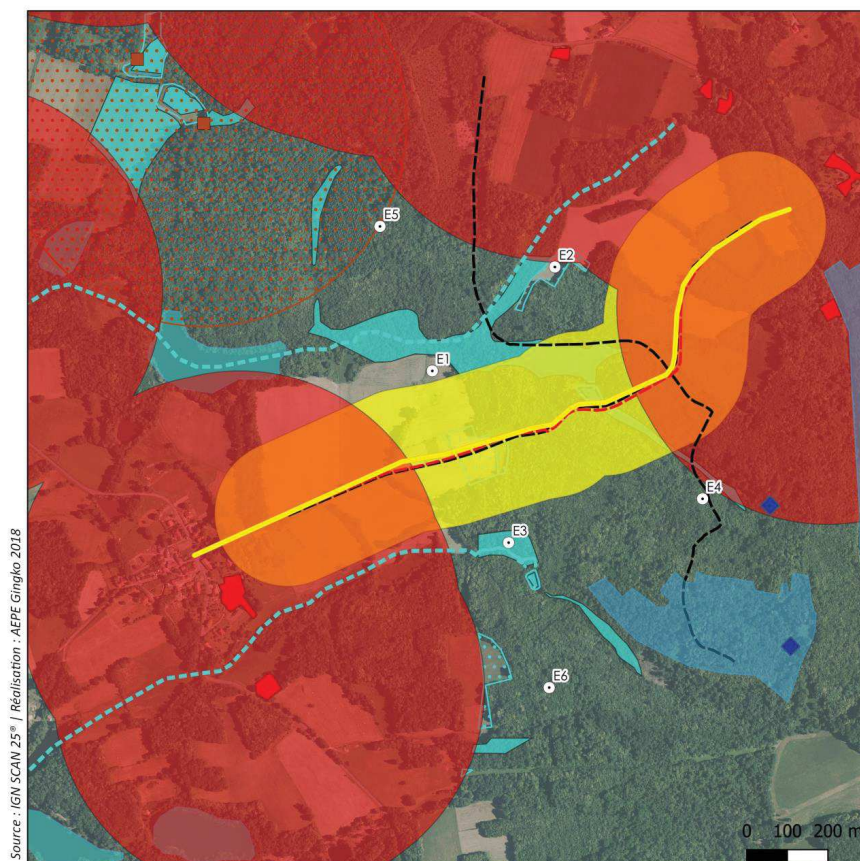 E5
E2
E1
E4
E3
E6
0 100 200 m
Source : IGN SCAN 25® | Réalisation : AEPE Gingko 2018